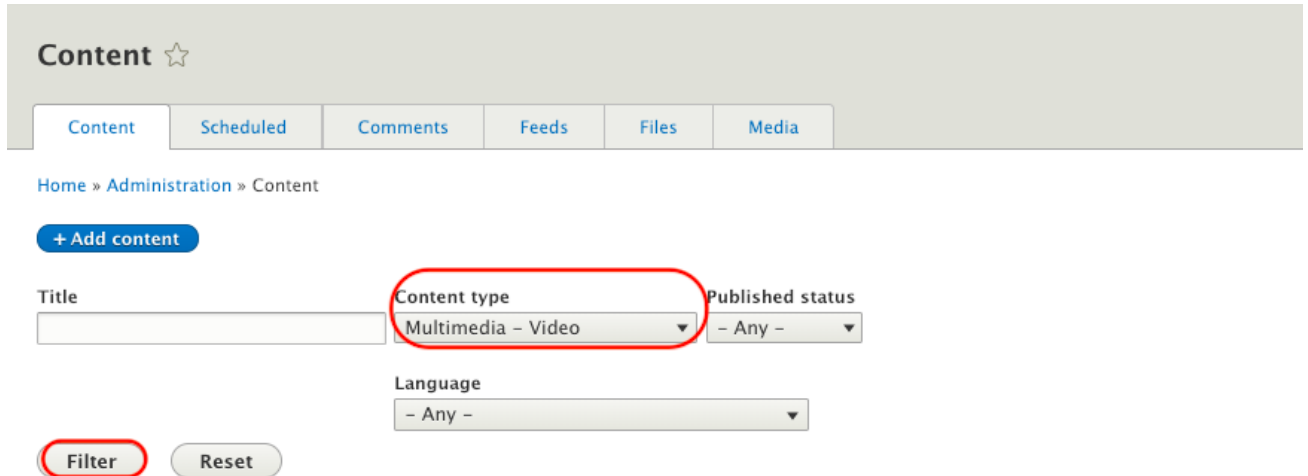 Content
Content Scheduled Comments Feeds Files Media
Home » Administration » Content
+ Add content
Title Content type Published status
Multimedia – Video – Any –
Language
– Any –
Filter Reset